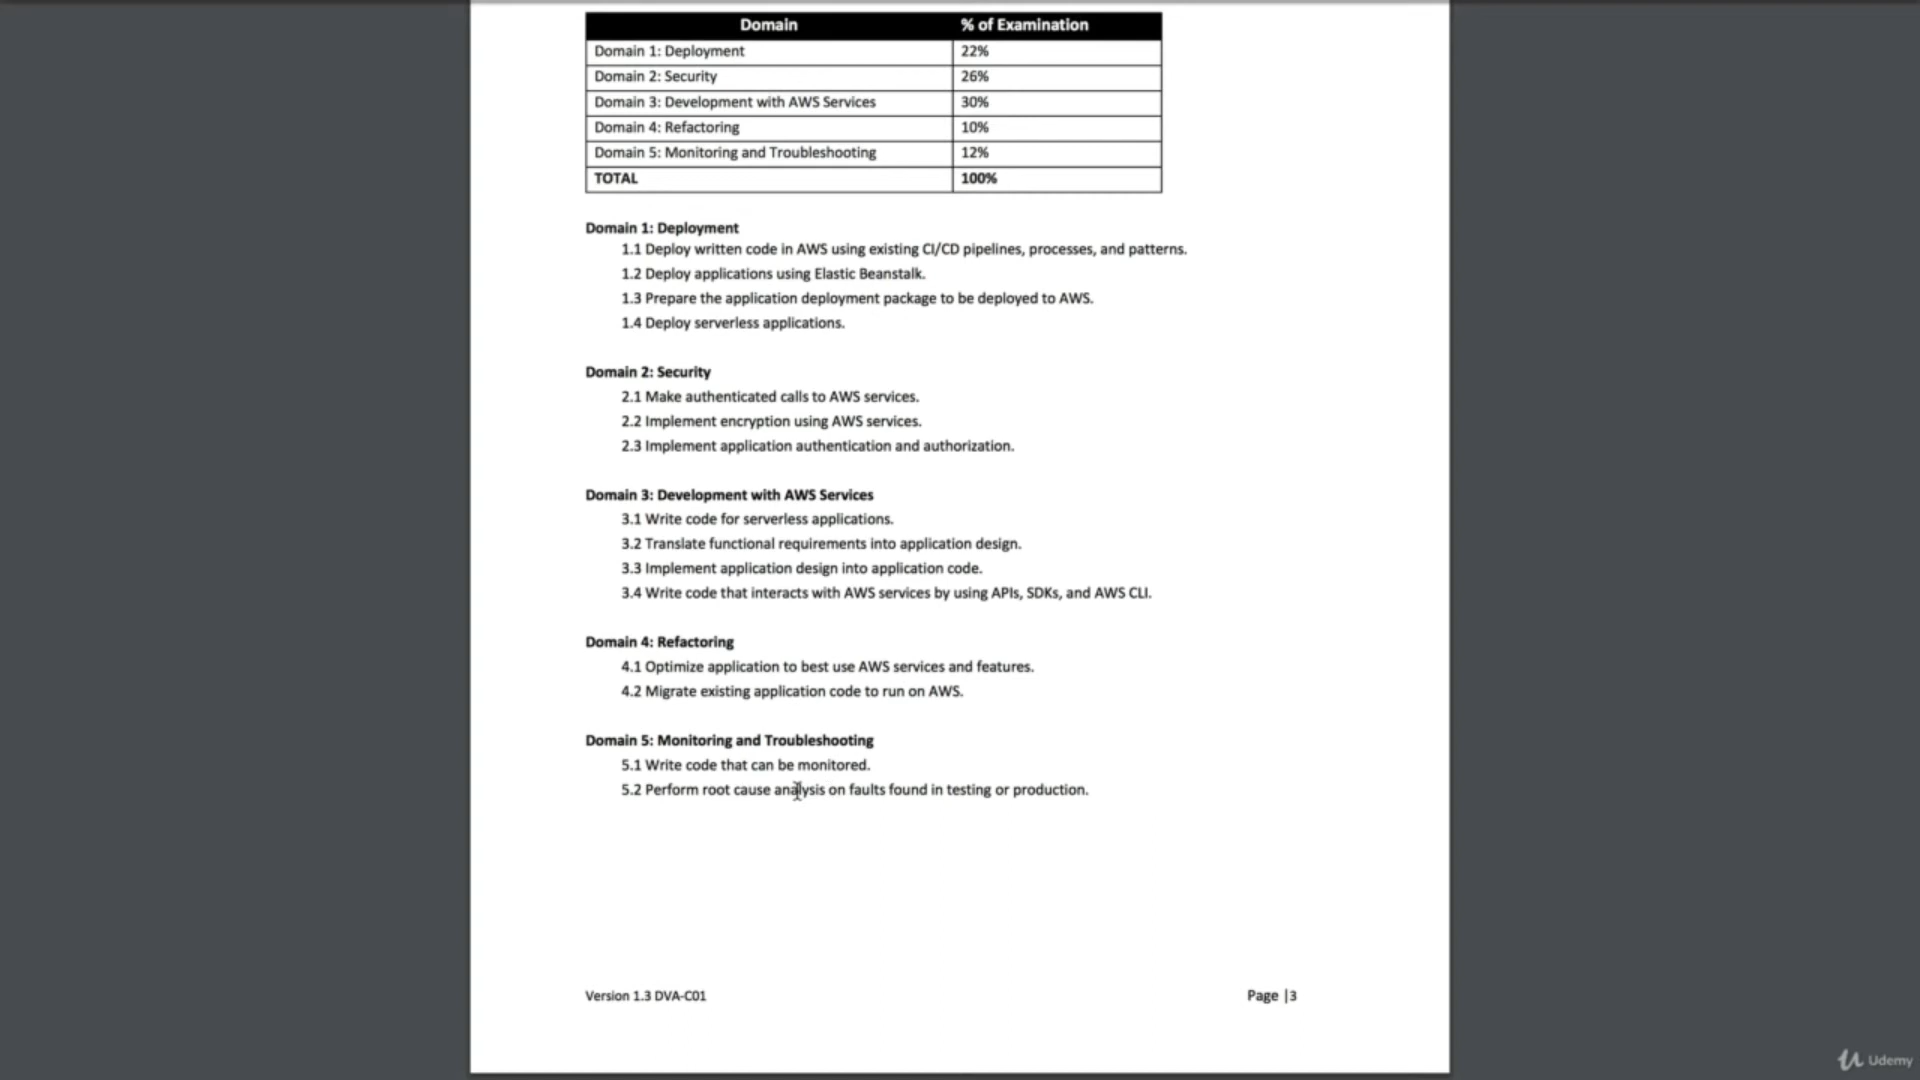 Domain % of Examination
Domain 1: Deployment 22%
Domain 2: Security 26%
Domain 3: Development with AWS Services 30%
Domain 4: Refactoring 10%
Domain 5: Monitoring and Troubleshooting 12%
TOTAL 100%
Domain 1: Deployment
1.1 Deploy written code in AWS using existing CI/CD pipelines, processes, and patterns.
1.2 Deploy applications using Elastic Beanstalk.
1.3 Prepare the application deployment package to be deployed to AWS.
1.4 Deploy serverless applications.
Domain 2: Security
2.1 Make authenticated calls to AWS services.
2.2 Implement encryption using AWS services.
2.3 Implement application authentication and authorization.
Domain 3: Development with AWS Services
3.1 Write code for serverless applications.
3.2 Translate functional requirements into application design.
3.3 Implement application design into application code.
3.4 Write code that interacts with AWS services by using APIs, SDKs, and AWS CLI.
Domain 4: Refactoring
4.1 Optimize application to best use AWS services and features.
4.2 Migrate existing application code to run on AWS.
Domain 5: Monitoring and Troubleshooting
5.1 Write code that can be monitored.
5.2 Perform root cause analysis on faults found in testing or production.
Version 1.3 DVA-C01 Page |3
Udemy